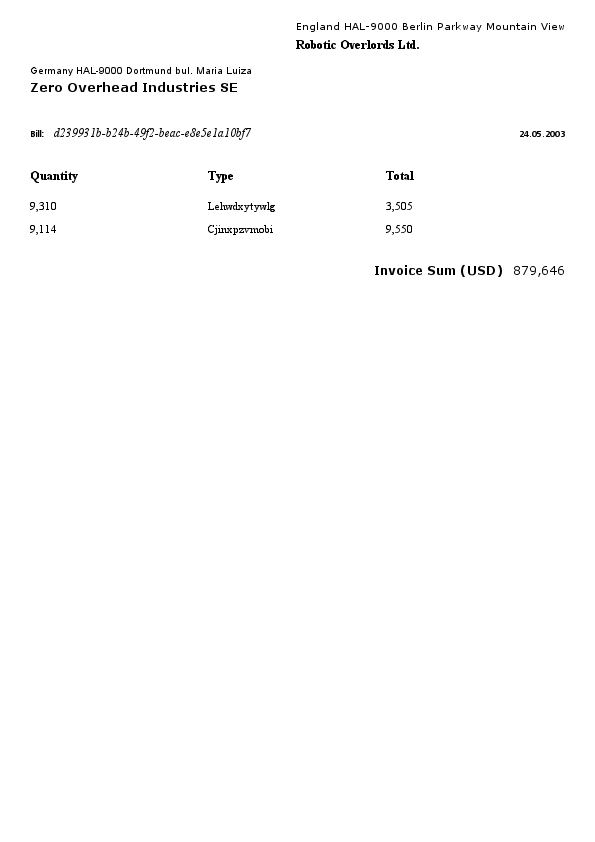 England HAL-9000 Berlin Parkway Mountain View
Robotic Overlords Ltd.
Germany HAL-9000 Dortmund bul. Maria Luiza
Zero Overhead Industries SE
Bill: d239931b-b24b-49f2-beac-e8e5e1a10bf7 24.05.2003
Quantity Type Total
9,310 Lehwdxytywlg 3,505
9,114 Cjinxpzvmobi 9,550
Invoice Sum (USD) 879,646